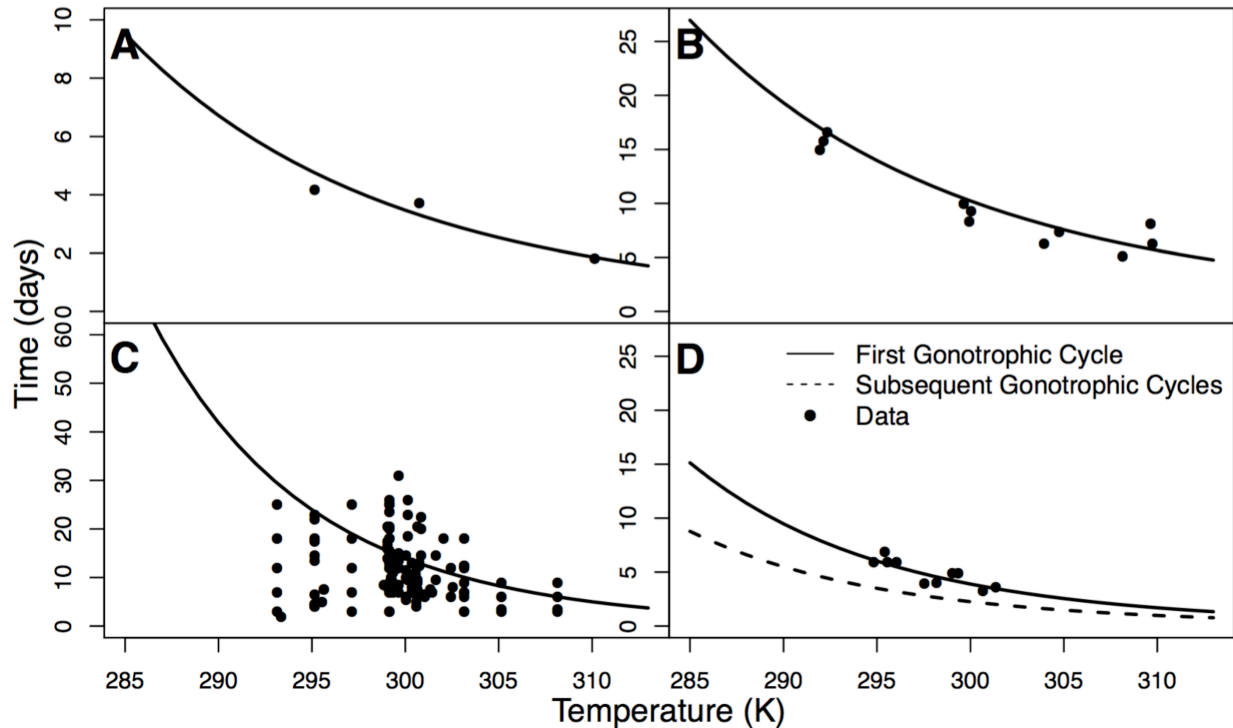 A
B
10
8
6
4
2
0
25
20
15
10
5
0
Time (days)
C
D
60
50
40
30
20
10
0
25
20
15
10
5
0
First Gonotrophic Cycle
Subsequent Gonotrophic Cycles
Data
285 290 295 300 305 310
285 290 295 300 305 310
Temperature (K)